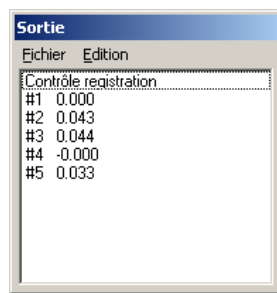 Sortie
Fichier Edition
Contrôle registration
#1 0.000
#2 0.043
#3 0.044
#4 -0.000
#5 0.033